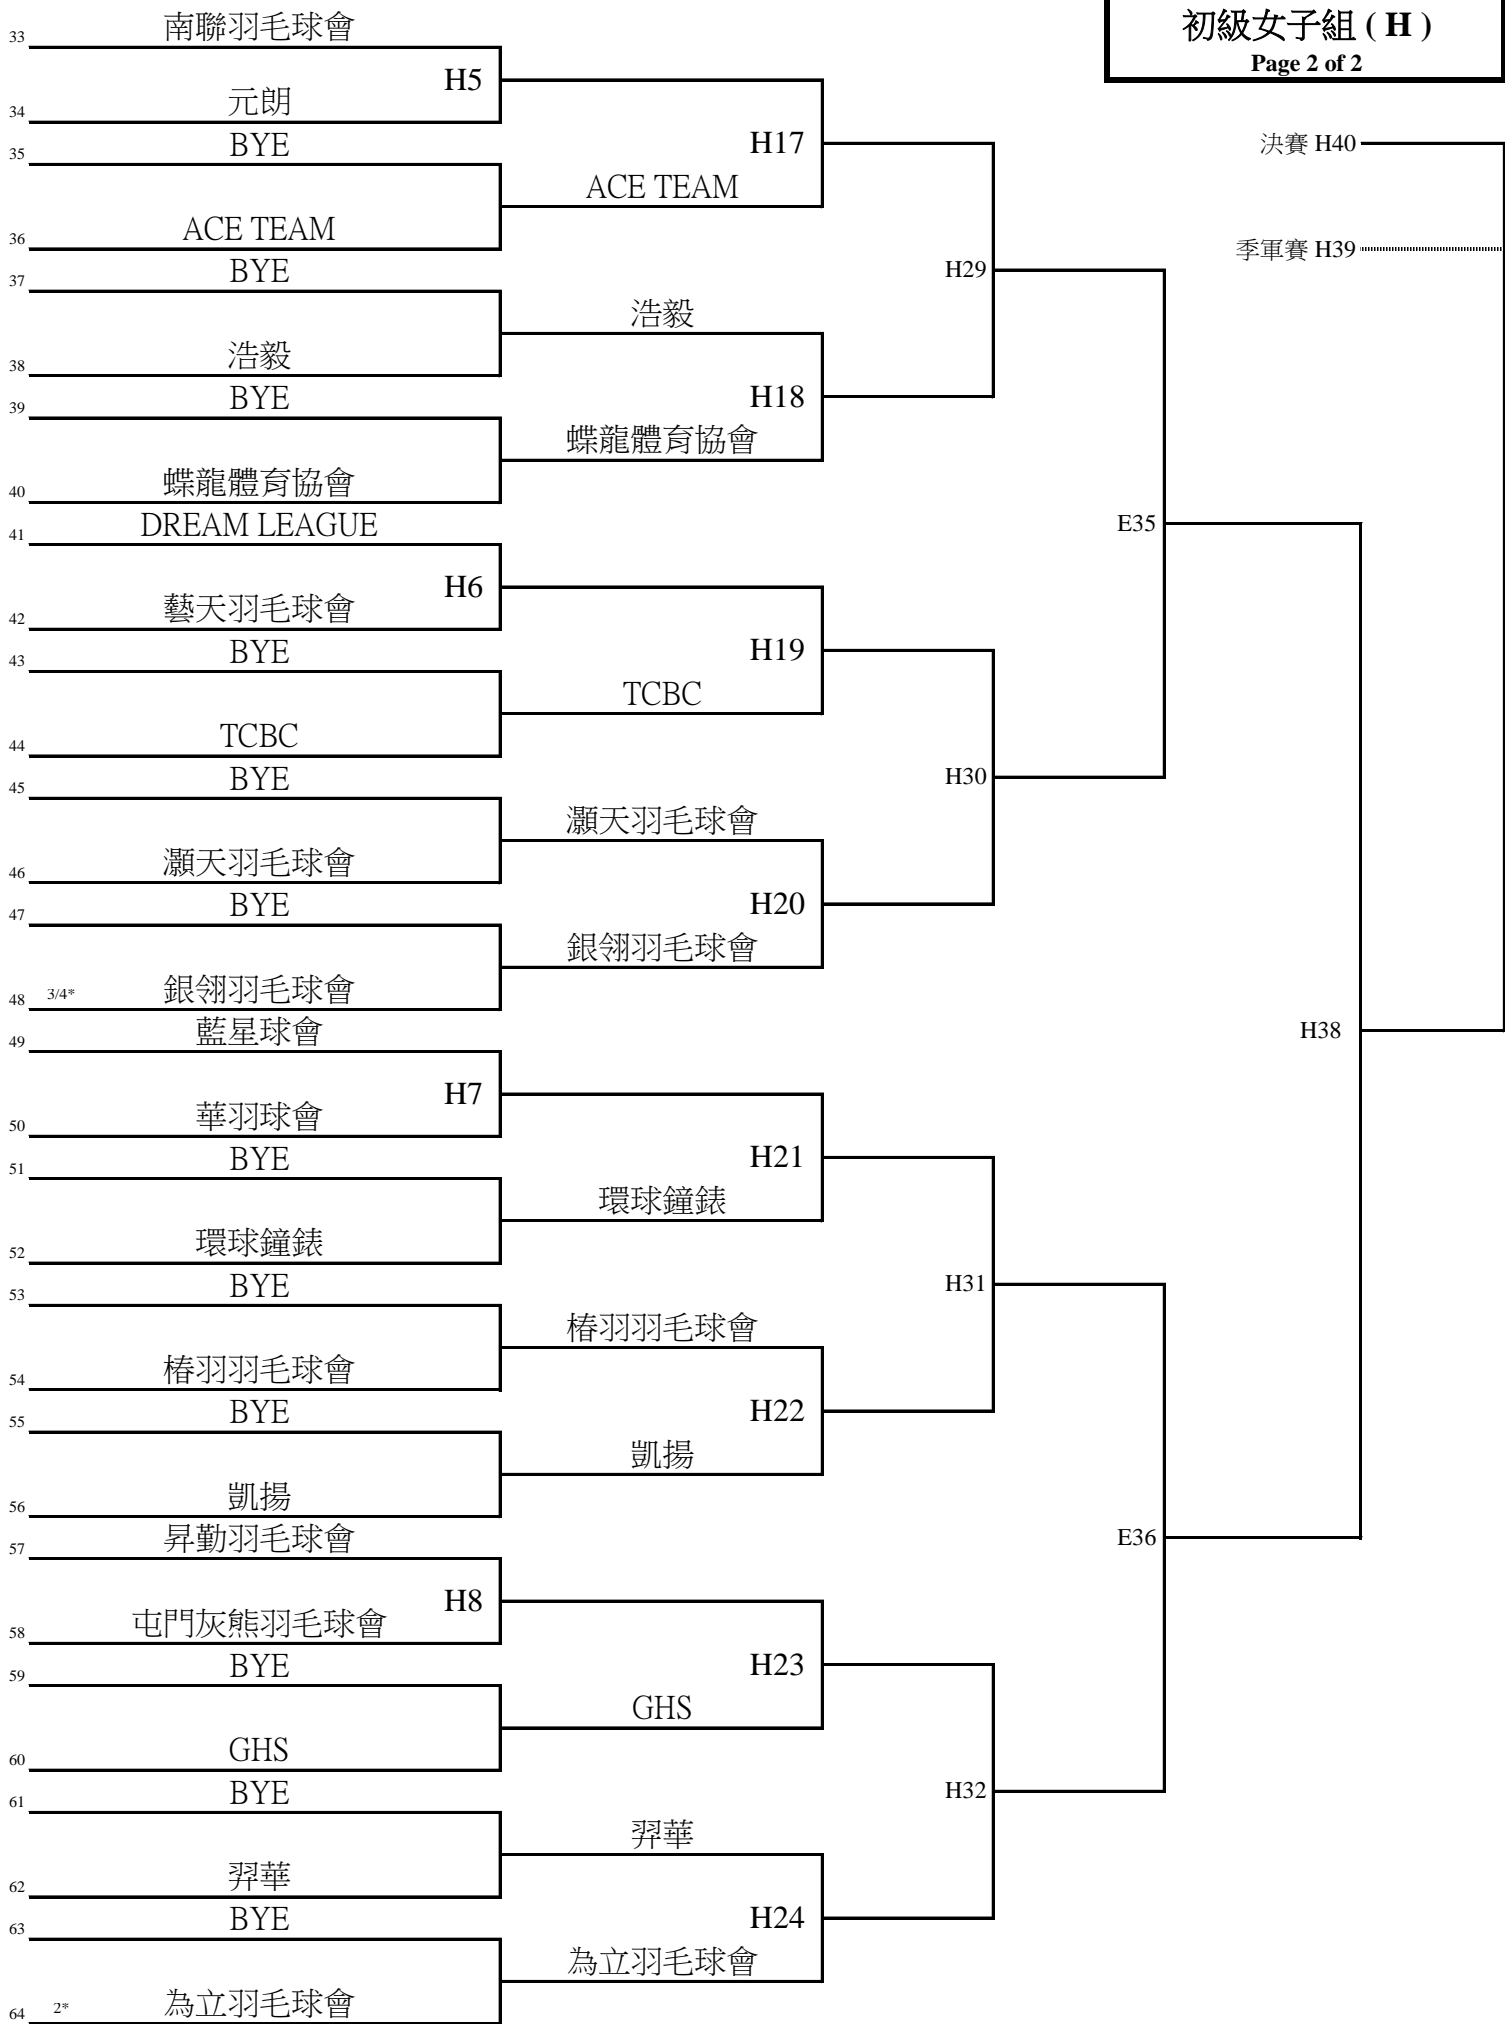 初級女子組 ( H )
Page 2 of 2
33 南聯羽毛球會
H5
34 元朗
35 BYE
H17
ACE TEAM
36 ACE TEAM
37 BYE
H29
浩毅
38 浩毅
39 BYE
H18
蝶龍體育協會
40 蝶龍體育協會
41 DREAM LEAGUE
E35
H6
42 藝天羽毛球會
43 BYE
H19
TCBC
44 TCBC
45 BYE
H30
灝天羽毛球會
46 灝天羽毛球會
47 BYE
H20
銀翎羽毛球會
48 3/4* 銀翎羽毛球會
49 藍星球會
H38
H7
50 華羽球會
51 BYE
H21
環球鐘錶
52 環球鐘錶
53 BYE
H31
椿羽羽毛球會
54 椿羽羽毛球會
55 BYE
H22
凱揚
56 凱揚
57 昇勤羽毛球會
E36
H8
58 屯門灰熊羽毛球會
59 BYE
H23
GHS
60 GHS
61 BYE
H32
羿華
62 羿華
63 BYE
H24
為立羽毛球會
64 2* 為立羽毛球會
決賽 H40
季軍賽 H39